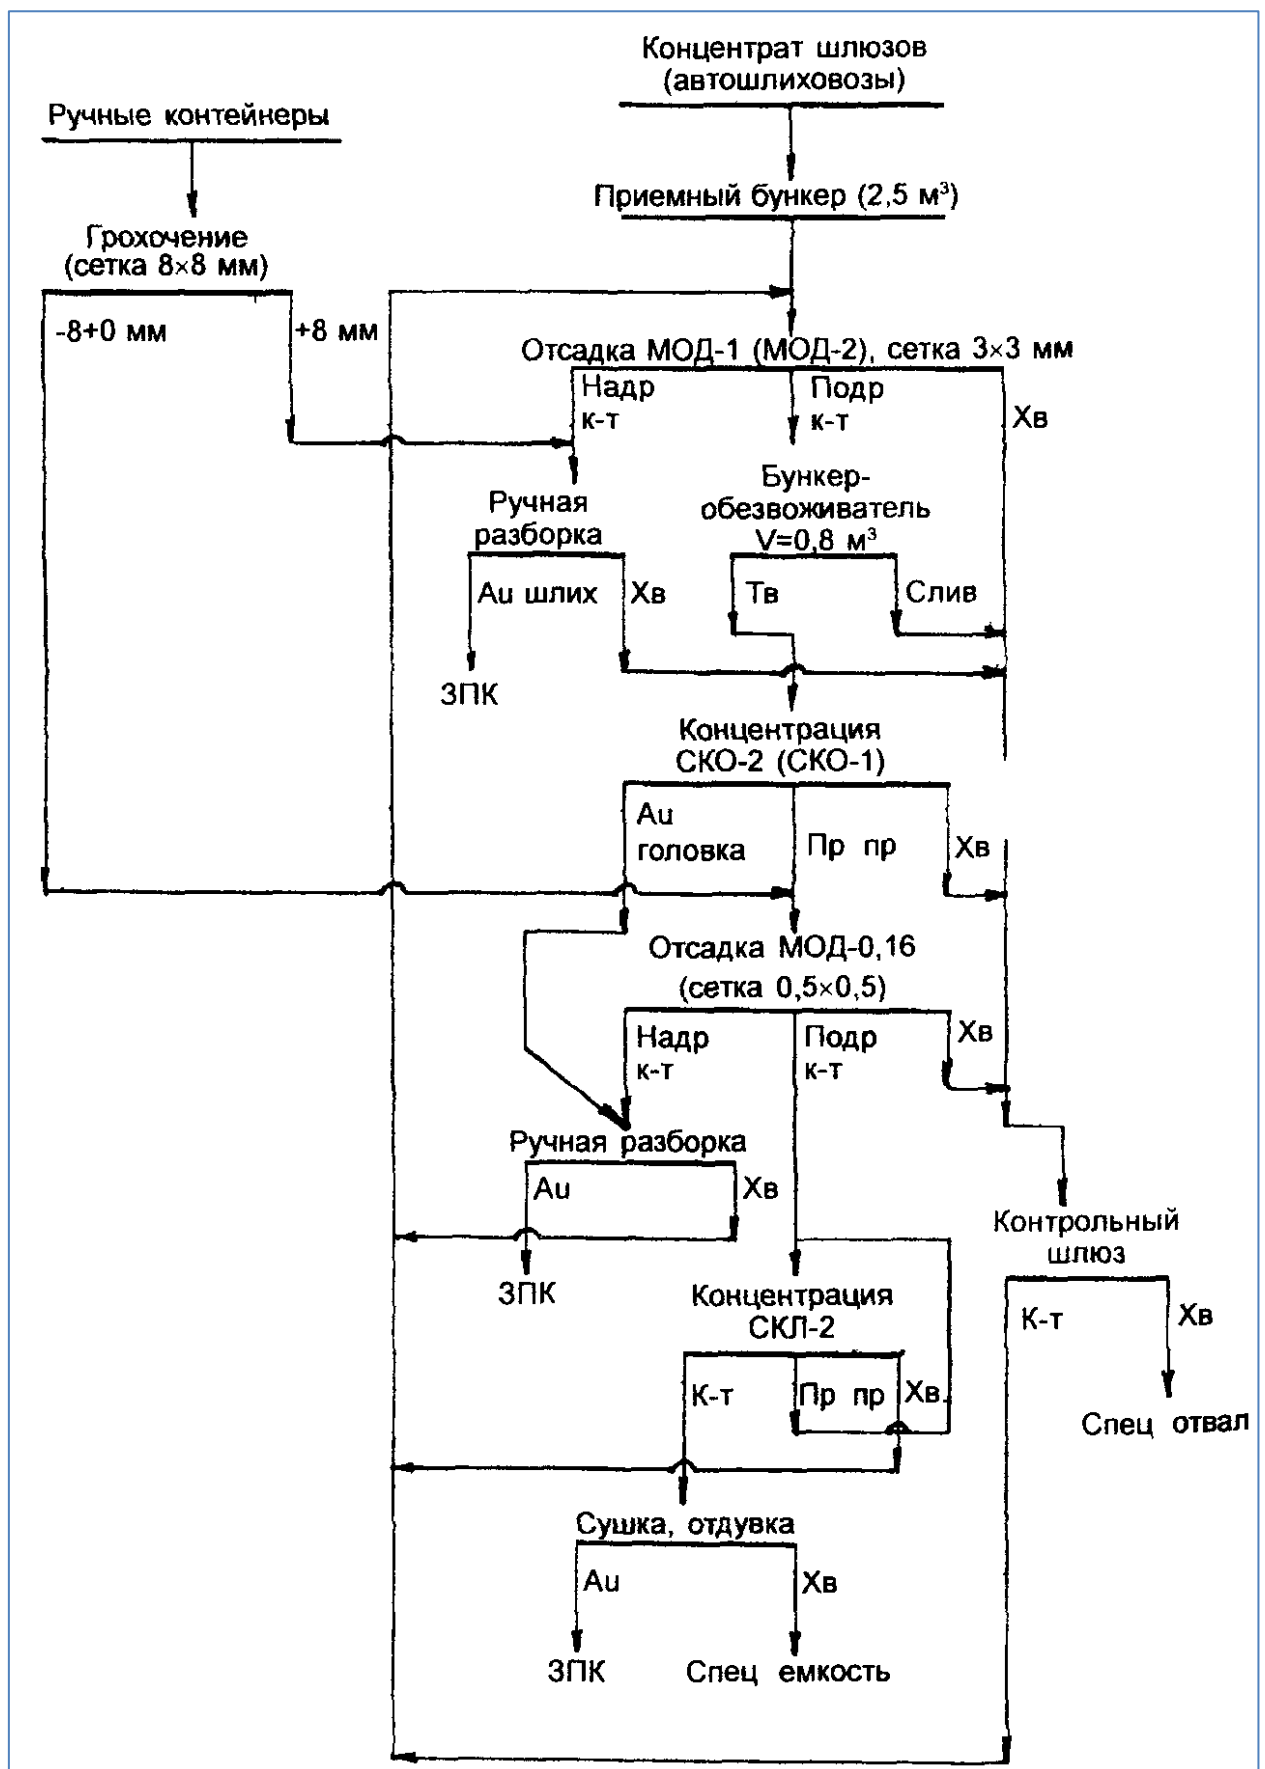 Концентрат шлюзов
(автошлиховозы)
Ручные контейнеры
Приемный бункер (2,5 м³)
Грохочение
(сетка 8×8 мм)
-8+0 мм
+8 мм
Отсадка МОД-1 (МОД-2), сетка 3×3 мм
Надр
к-т
Подр
к-т
Хв
Ручная
разборка
Бункер-
обезвоживатель
V=0,8 м³
Au шлих
Хв
Тв
Слив
ЗПК
Концентрация
СКО-2 (СКО-1)
Au
головка
Пр пр
Хв
Отсадка МОД-0,16
(сетка 0,5×0,5)
Надр
к-т
Подр
к-т
Хв
Ручная разборка
Au
Хв
ЗПК
Контрольный
шлюз
К-т
Хв
Спец отвал
Концентрация
СКЛ-2
К-т
Пр пр
Хв
Сушка, отдувка
Au
Хв
ЗПК
Спец емкость